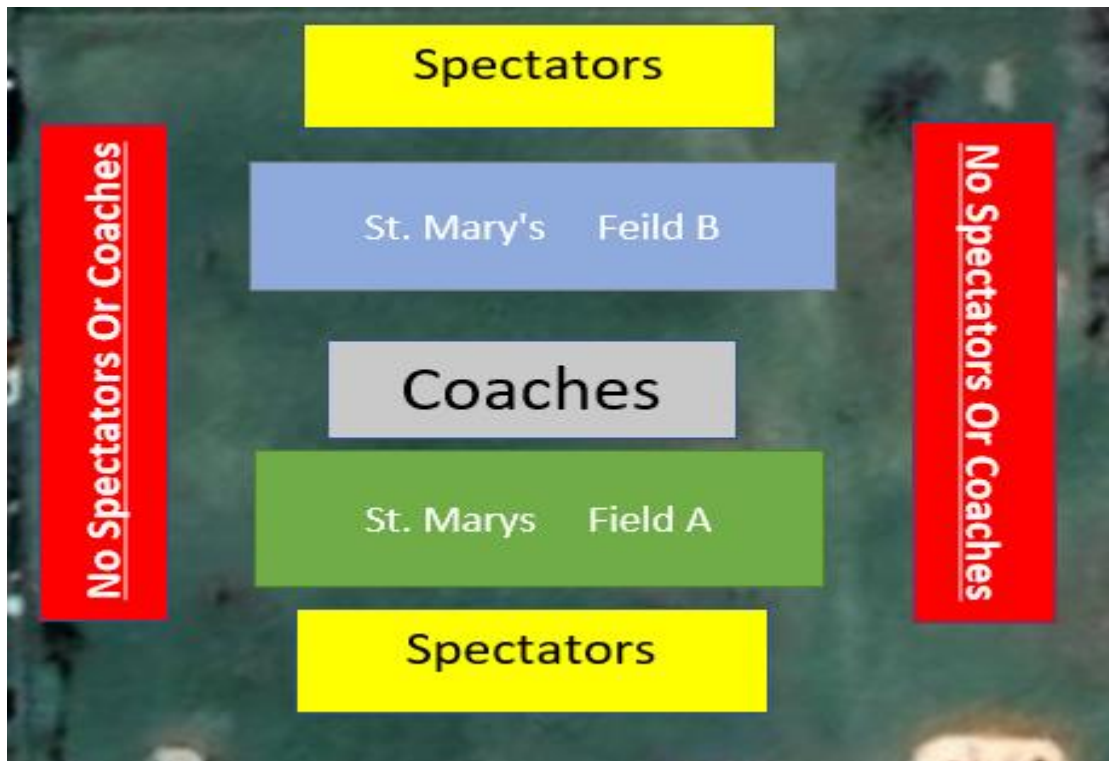 Spectators
No Spectators Or Coaches
No Spectators Or Coaches
St. Mary's Feild B
Coaches
St. Marys Field A
Spectators